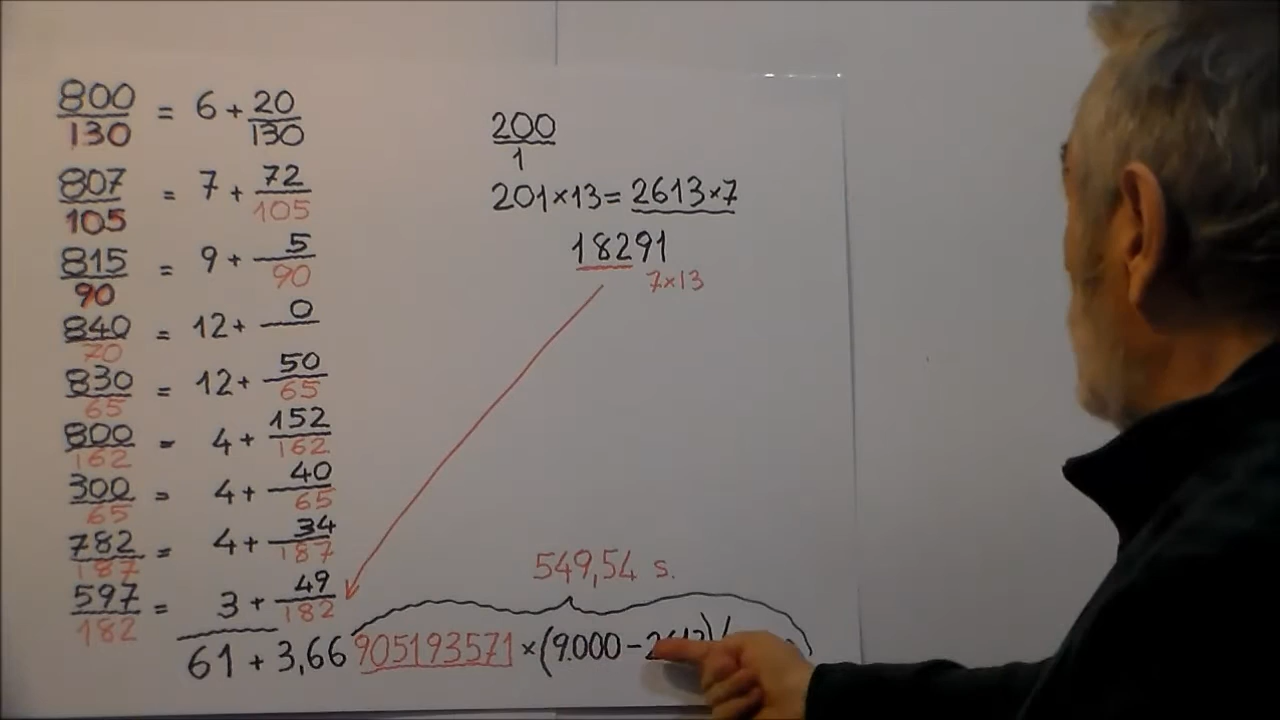 800/130 = 6 + 20/130
807/105 = 7 + 72/105
815/90 = 9 + 5/90
840/70 = 12 + 0/
830/65 = 12 + 50/65
800/162 = 4 + 152/162
300/65 = 4 + 40/65
782/187 = 4 + 34/187
597/182 = 3 + 49/182
61 + 3,66905193571 × (9.000 -
200/1
201×13= 2613×7
18291
7×13
549,54 s.